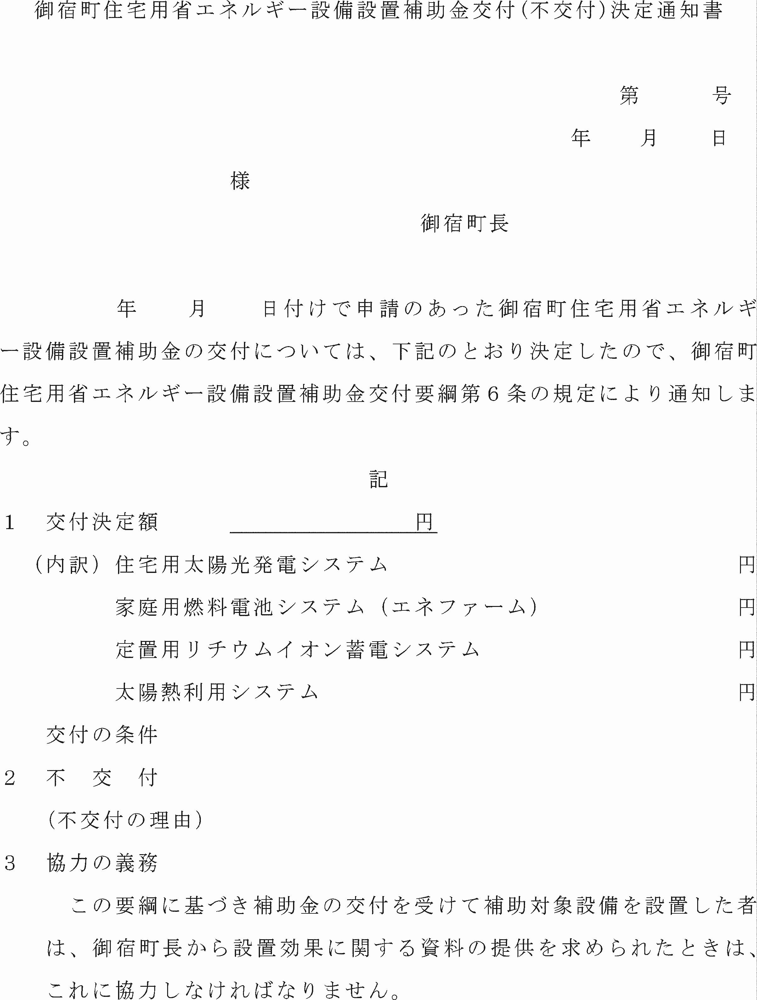 御宿町住宅用省エネルギー設備設置補助金交付(不交付)決定通知書
第　　　号
年　　月　　日
様
御宿町長
年　　月　　日付けで申請のあった御宿町住宅用省エネルギ
ー設備設置補助金の交付については、下記のとおり決定したので、御宿町
住宅用省エネルギー設備設置補助金交付要綱第6条の規定により通知しま
す。
記
1　交付決定額　　　　　　　　　　　円
（内訳）住宅用太陽光発電システム　　　　　　　　　　　　　　　円
家庭用燃料電池システム（エネファーム）　　　　　　　　円
定置用リチウムイオン蓄電システム　　　　　　　　　　　円
太陽熱利用システム　　　　　　　　　　　　　　　　　　円
交付の条件
2　不　交　付
（不交付の理由）
3　協力の義務
この要綱に基づき補助金の交付を受けて補助対象設備を設置した者
は、御宿町長から設置効果に関する資料の提供を求められたときは、
これに協力しなければなりません。